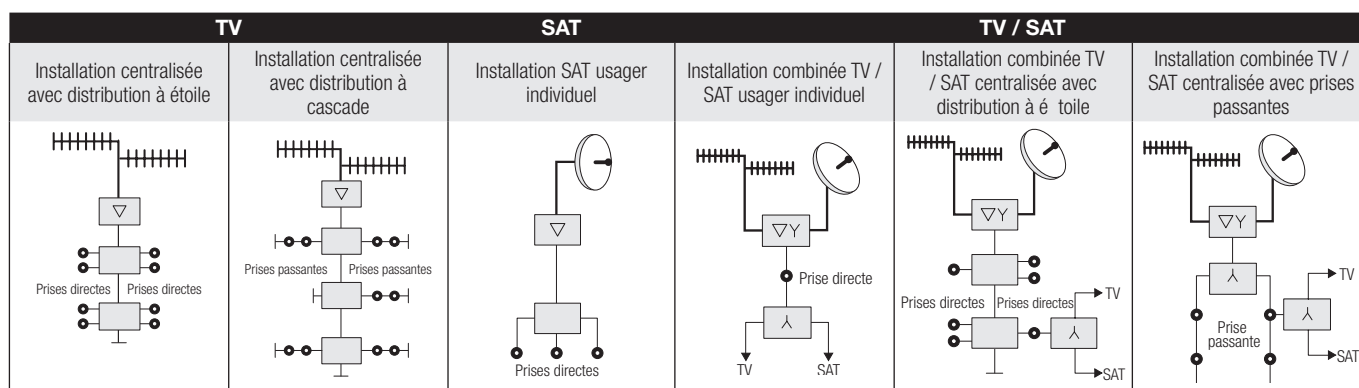 TV
SAT
TV / SAT
Installation centralisée
avec distribution à étoile
Installation centralisée
avec distribution à
cascade
Installation SAT usager
individuel
Installation combinée TV /
SAT usager individuel
Installation combinée TV
/ SAT centralisée avec
distribution à é toile
Installation combinée TV /
SAT centralisée avec prises
passantes
Prises directes
Prises directes
Prises passantes
Prises passantes
Prises directes
Prise directe
TV
SAT
Prises directes
Prises directes
TV
SAT
Prise
passante
TV
SAT